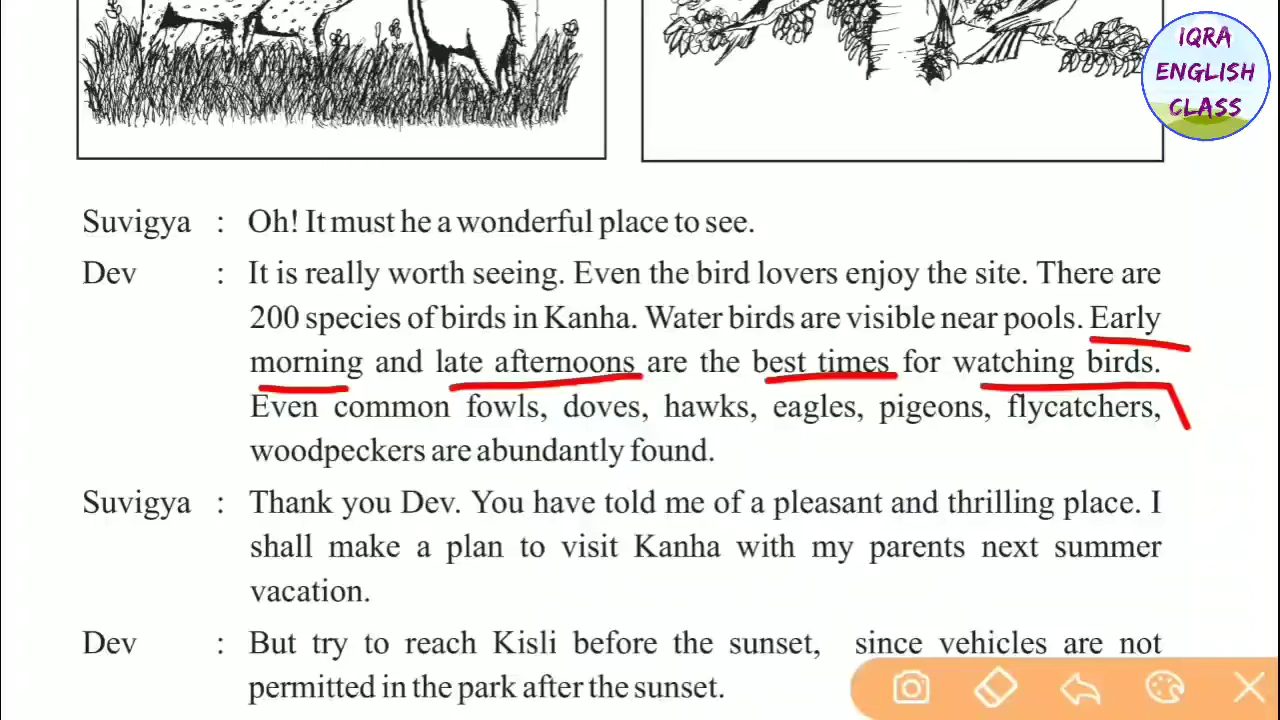 IQRA
ENGLISH
CLASS
Suvigya : Oh! It must he a wonderful place to see.
Dev : It is really worth seeing. Even the bird lovers enjoy the site. There are
200 species of birds in Kanha. Water birds are visible near pools. Early
morning and late afternoons are the best times for watching birds.
Even common fowls, doves, hawks, eagles, pigeons, flycatchers,
woodpeckers are abundantly found.
Suvigya : Thank you Dev. You have told me of a pleasant and thrilling place. I
shall make a plan to visit Kanha with my parents next summer
vacation.
Dev : But try to reach Kisli before the sunset, since vehicles are not
permitted in the park after the sunset.